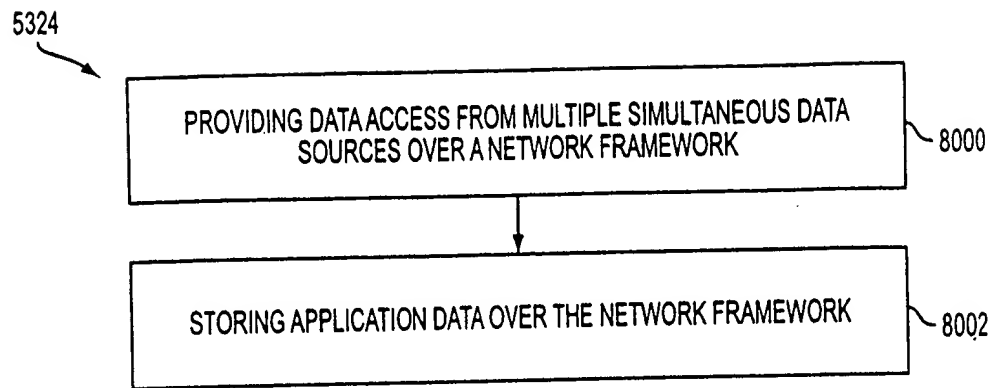 5324
PROVIDING DATA ACCESS FROM MULTIPLE SIMULTANEOUS DATA
SOURCES OVER A NETWORK FRAMEWORK
8000
STORING APPLICATION DATA OVER THE NETWORK FRAMEWORK
8002